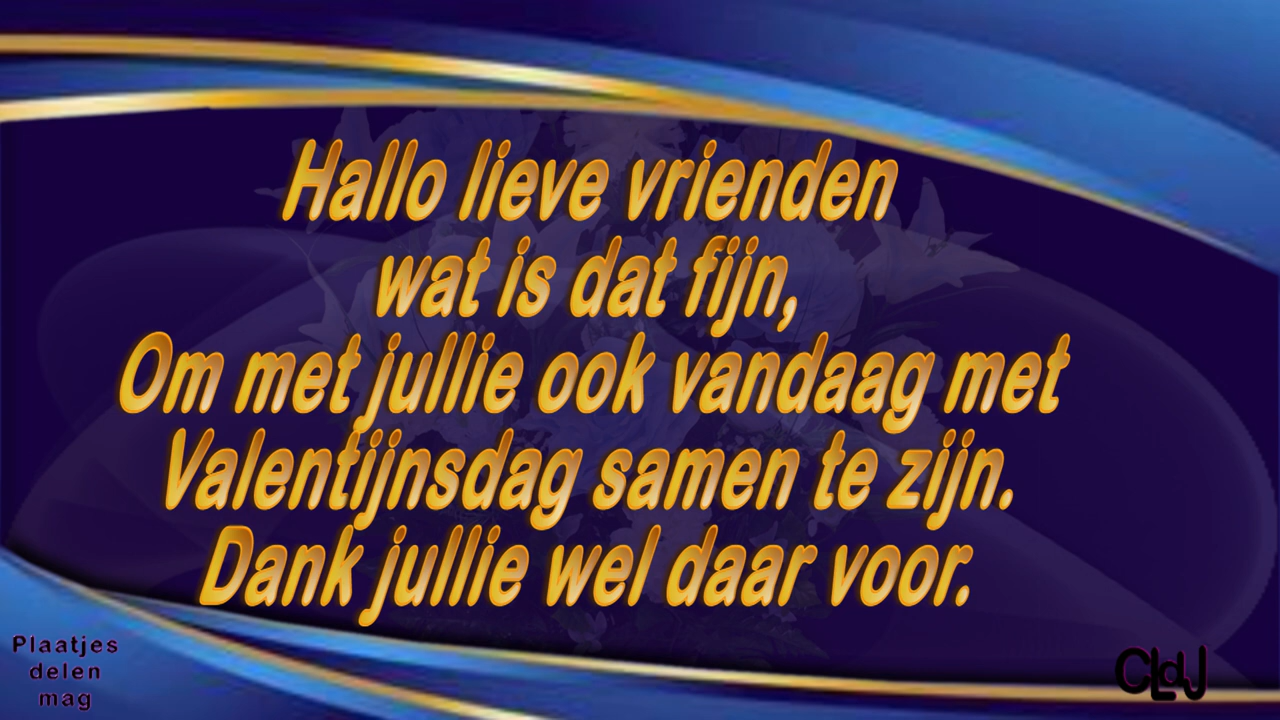 Hallo lieve vrienden
wat is dat fijn,
Om met jullie ook vandaag met
Valentijnsdag samen te zijn.
Dank jullie wel daar voor.
Plaatjes
delen
mag
CLdJ